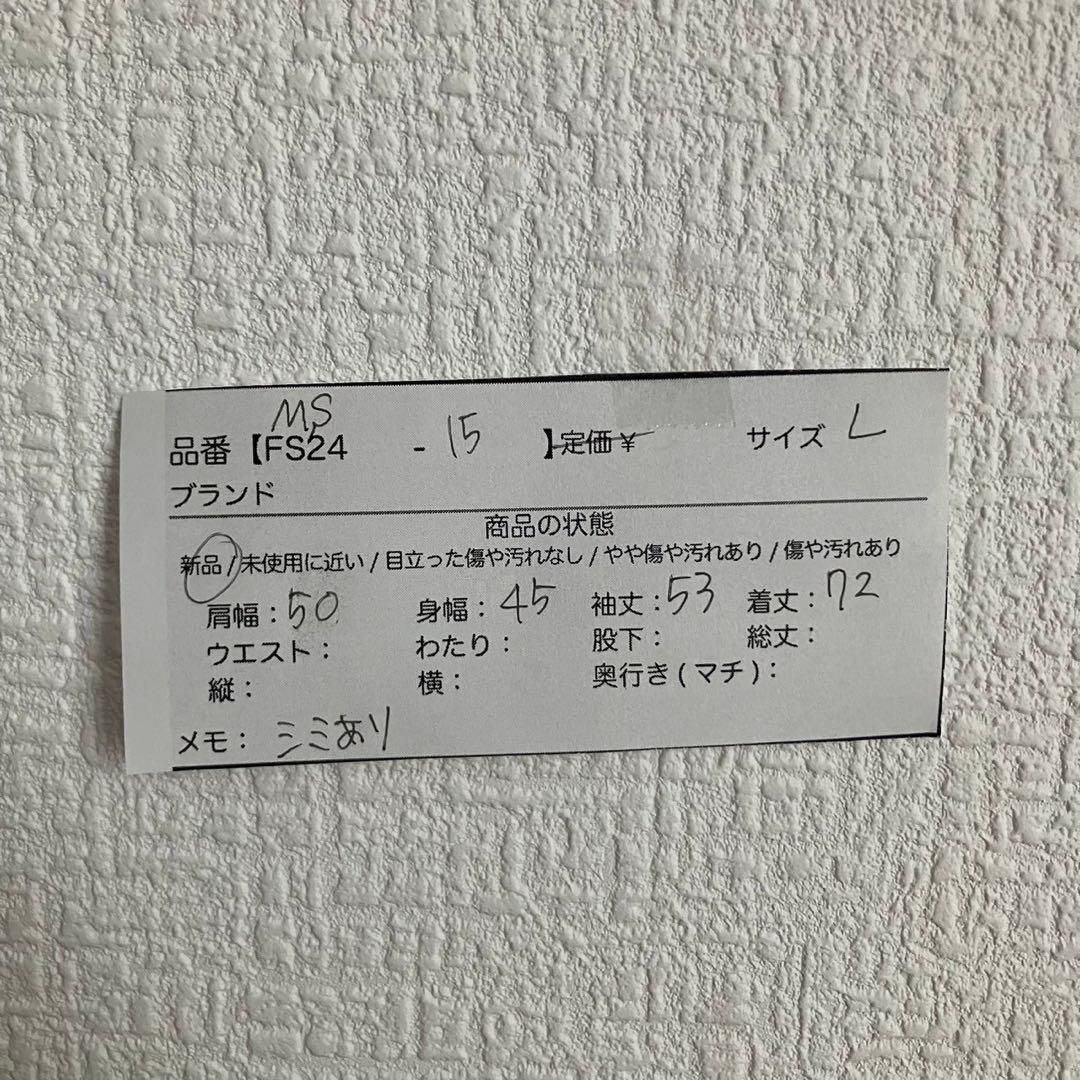 MS
品番【FS24 - 15 】定価¥ サイズ L
ブランド
商品の状態
新品/未使用に近い/目立った傷や汚れなし/やや傷や汚れあり/傷や汚れあり
肩幅：50 身幅：45 袖丈：53 着丈：72
ウエスト： わたり： 股下： 総丈：
縦： 横： 奥行き(マチ)：
メモ：シミあり